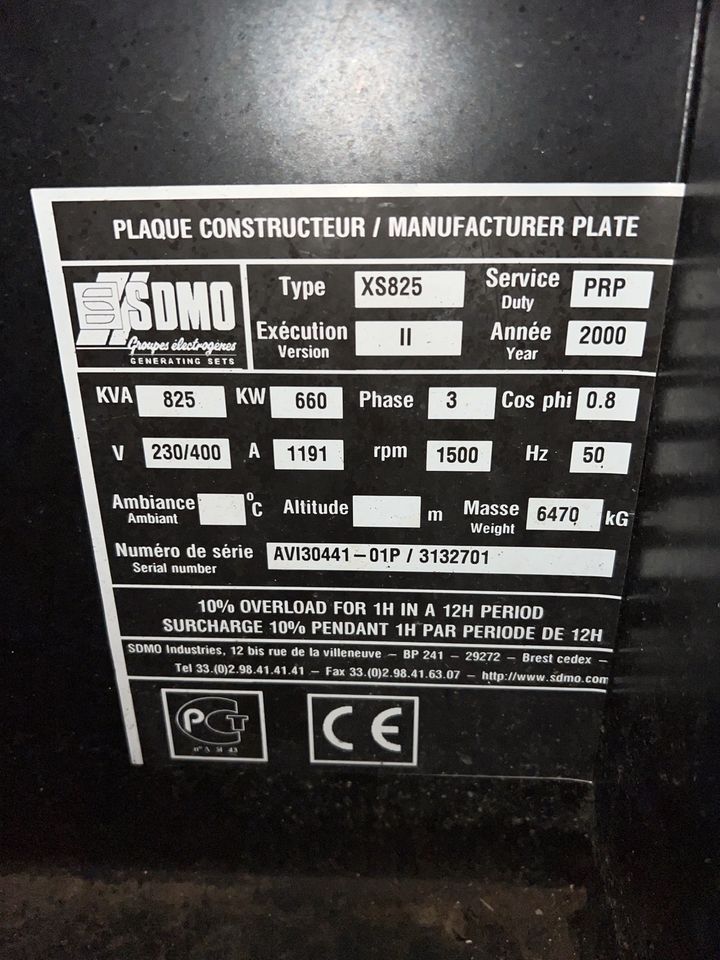 PLAQUE CONSTRUCTEUR / MANUFACTURER PLATE
SDMO
Groupes électrogènes
GENERATING SETS
Type XS825 Service PRP
Duty
Exécution II Année 2000
Version Year
KVA 825 KW 660 Phase 3 Cos phi 0.8
V 230/400 A 1191 rpm 1500 Hz 50
Ambiance °C Altitude m Masse 6470 kG
Ambiant Weight
Numéro de série AVI30441-01P / 3132701
Serial number
10% OVERLOAD FOR 1H IN A 12H PERIOD
SURCHARGE 10% PENDANT 1H PAR PERIODE DE 12H
SDMO Industries, 12 bis rue de la villeneuve – BP 241 – 29272 – Brest cedex –
Tel 33.(0)2.98.41.41.41 – Fax 33.(0)2.98.41.63.07 – http://www.sdmo.com
PCT
CE